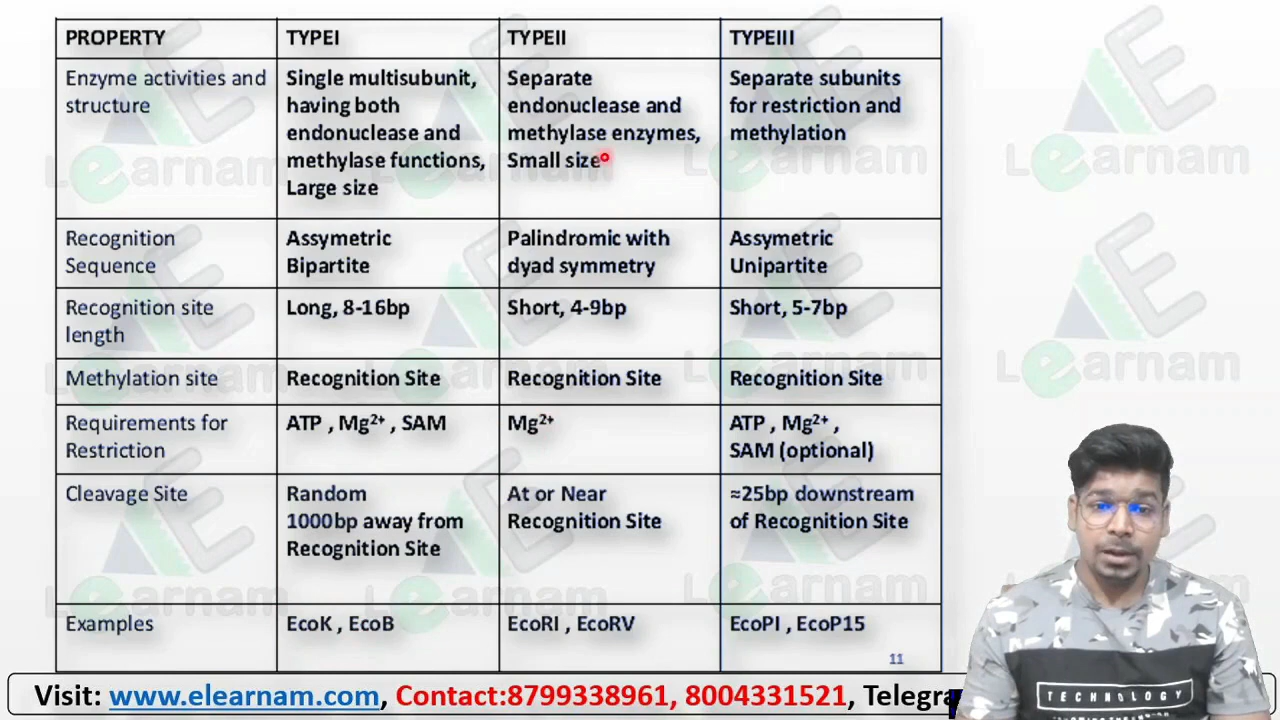 PROPERTY TYPEI TYPEII TYPEIII
Enzyme activities and structure
Single multisubunit,
having both
endonuclease and
methylase functions,
Large size
Separate
endonuclease and
methylase enzymes,
Small size
Separate subunits
for restriction and
methylation
Recognition
Sequence
Assymetric
Bipartite
Palindromic with
dyad symmetry
Assymetric
Unipartite
Recognition site
length
Long, 8-16bp
Short, 4-9bp
Short, 5-7bp
Methylation site
Recognition Site
Recognition Site
Recognition Site
Requirements for
Restriction
ATP , Mg²⁺ , SAM
Mg²⁺
ATP , Mg²⁺ ,
SAM (optional)
Cleavage Site
Random
1000bp away from
Recognition Site
At or Near
Recognition Site
≈25bp downstream
of Recognition Site
Examples
EcoK , EcoB
EcoRI , EcoRV
EcoPI , EcoP15
11
Learnam
TECHNOLOGY
Visit: www.elearnam.com, Contact:8799338961, 8004331521,